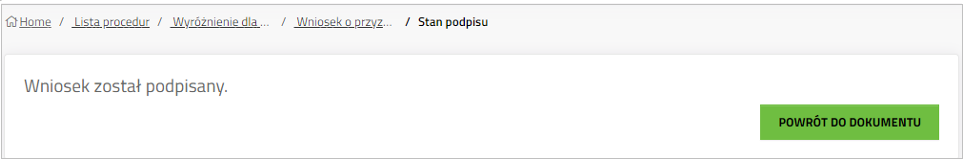 Home / Lista procedur / Wyróżnienie dla ... / Wniosek o przyz... / Stan podpisu
Wniosek został podpisany.
POWRÓT DO DOKUMENTU